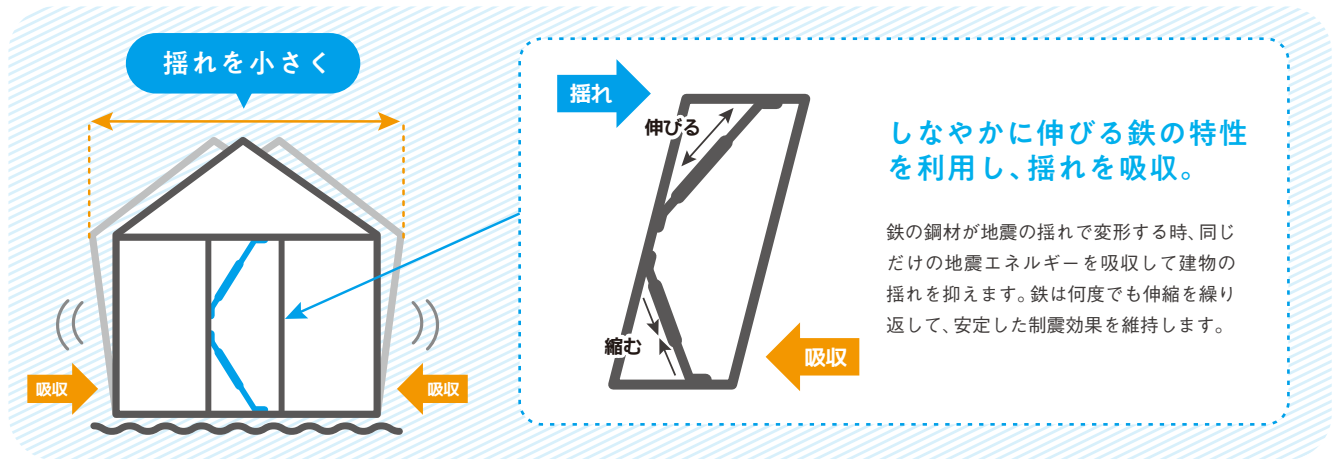 揺れを小さく
吸収
吸収
揺れ
伸びる
縮む
吸収
しなやかに伸びる鉄の特性
を利用し、揺れを吸収。
鉄の鋼材が地震の揺れで変形する時、同じ
だけの地震エネルギーを吸収して建物の
揺れを抑えます。鉄は何度でも伸縮を繰り
返して、安定した制震効果を維持します。